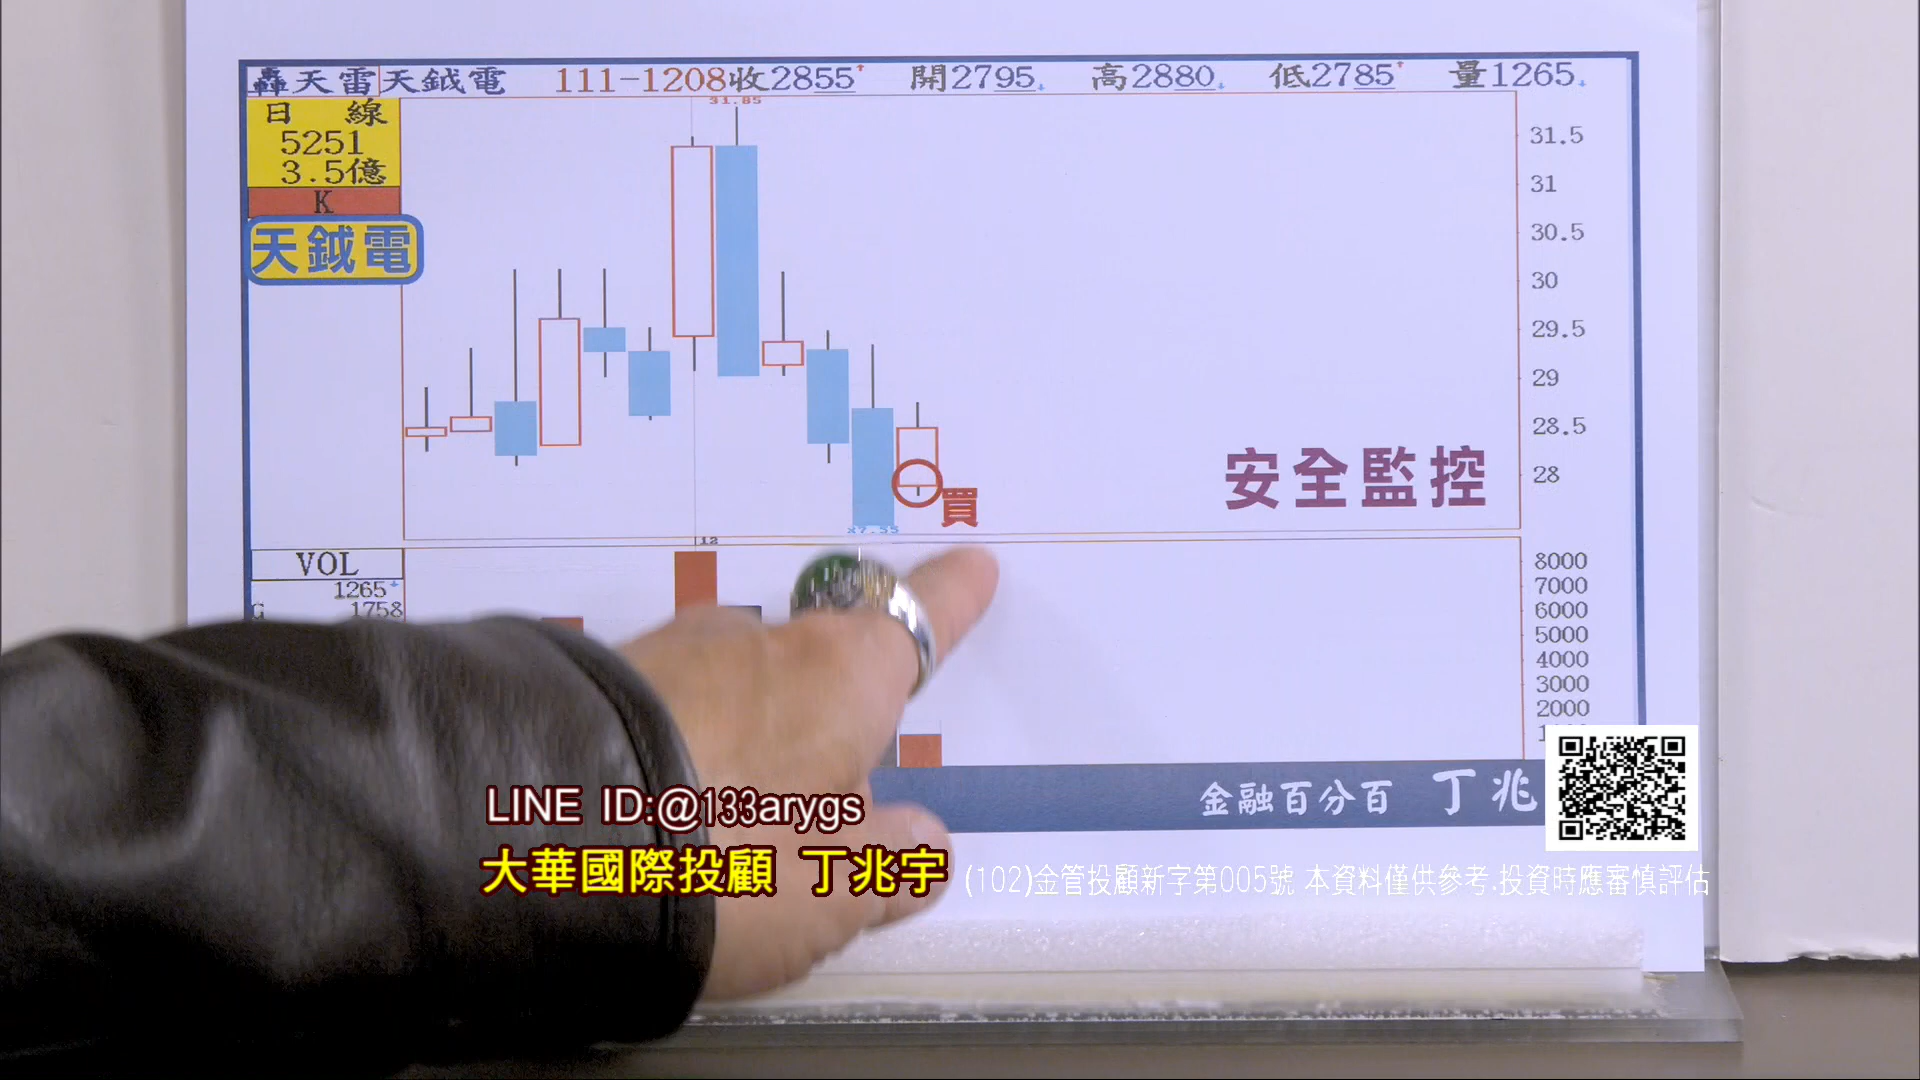 轟天雷 天鉞電 111-1208收2855 開2795 高2880 低2785 量1265
日 線
5251
3.5億
K
天鉞電
31.85
31.5
31
30.5
30
29.5
29
28.5
28
買
安全監控
27.55
12
VOL
1265
G 1758
8000
7000
6000
5000
4000
3000
2000
金融百分百 丁兆
LINE ID:@133arygs
大華國際投顧 丁兆宇 (102)金管投顧新字第005號 本資料僅供參考.投資時應審慎評估